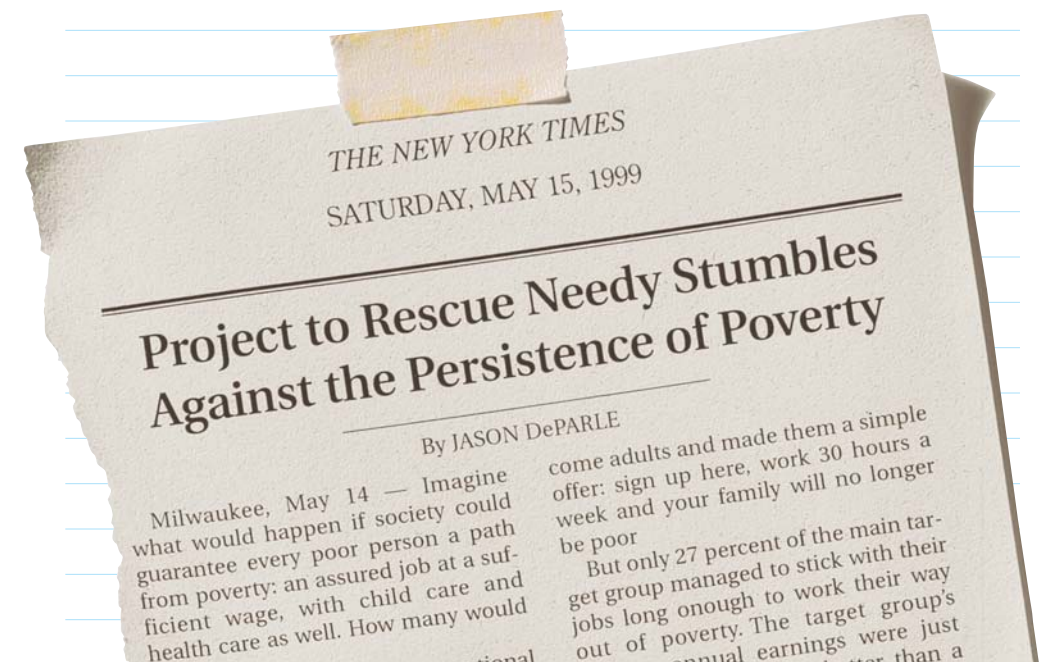 THE NEW YORK TIMES
SATURDAY, MAY 15, 1999
Project to Rescue Needy Stumbles
Against the Persistence of Poverty
By JASON DePARLE
Milwaukee, May 14 — Imagine
what would happen if society could
guarantee every poor person a path
from poverty: an assured job at a suf-
ficient wage, with child care and
health care as well. How many would
come adults and made them a simple
offer: sign up here, work 30 hours a
week and your family will no longer
be poor
But only 27 percent of the main tar-
get group managed to stick with their
jobs long onough to work their way
out of poverty. The target group's
earnings were just
than a